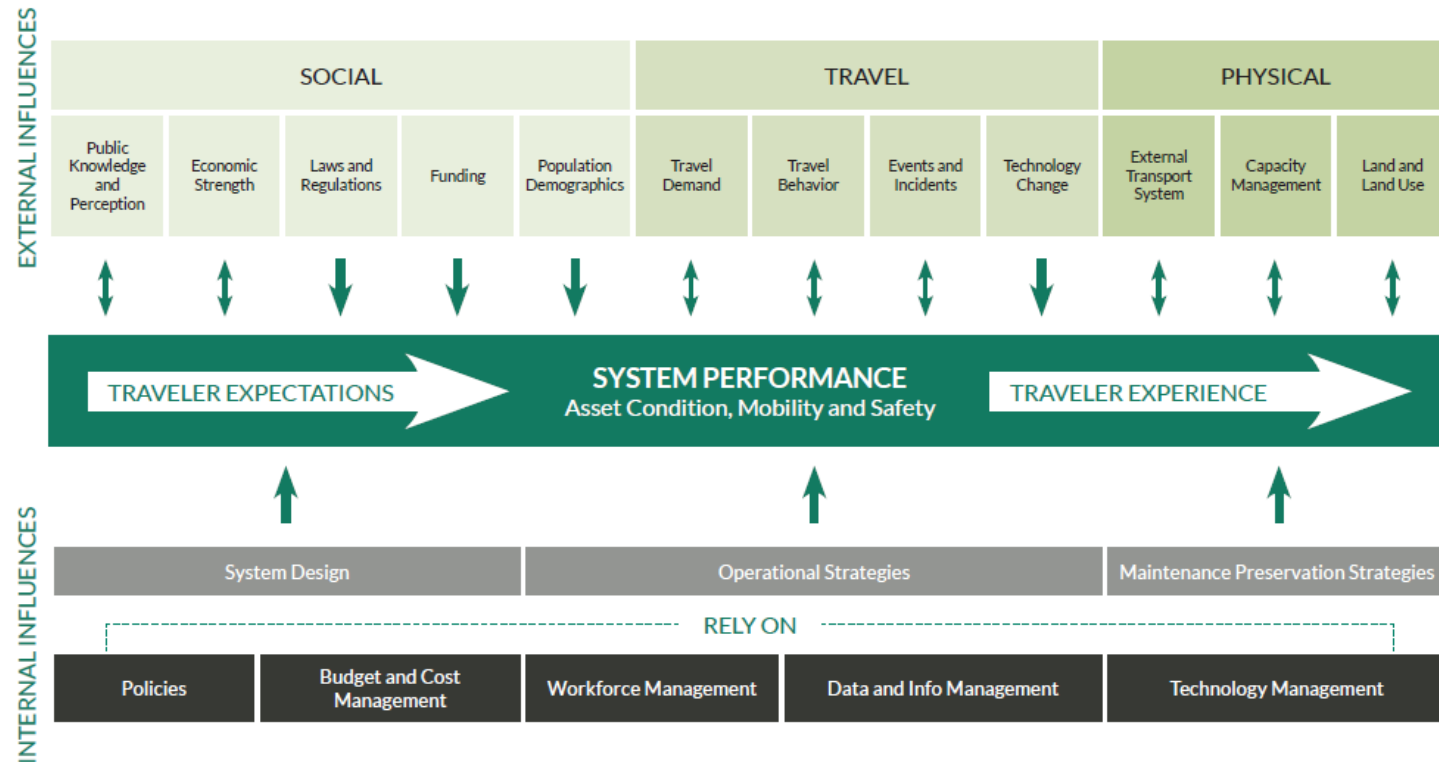 EXTERNAL INFLUENCES
SOCIAL
TRAVEL
PHYSICAL
Public
Knowledge
and
Perception
Economic
Strength
Laws and
Regulations
Funding
Population
Demographics
Travel
Demand
Travel
Behavior
Events and
Incidents
Technology
Change
External
Transport
System
Capacity
Management
Land and
Land Use
TRAVELER EXPECTATIONS
SYSTEM PERFORMANCE
Asset Condition, Mobility and Safety
TRAVELER EXPERIENCE
INTERNAL INFLUENCES
System Design
Operational Strategies
Maintenance Preservation Strategies
RELY ON
Policies
Budget and Cost
Management
Workforce Management
Data and Info Management
Technology Management